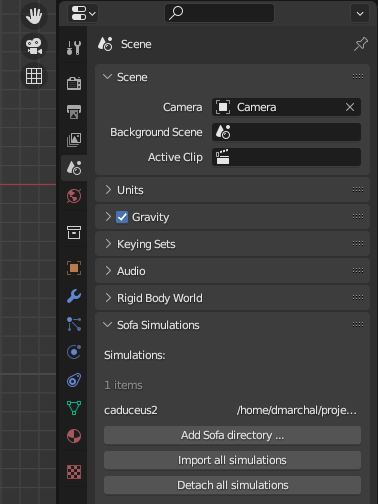 Scene
Scene
Camera Camera
Background Scene
Active Clip
Units
Gravity
Keying Sets
Audio
Rigid Body World
Sofa Simulations
Simulations:
1 items
caduceus2 /home/dmarchal/proje...
Add Sofa directory ...
Import all simulations
Detach all simulations